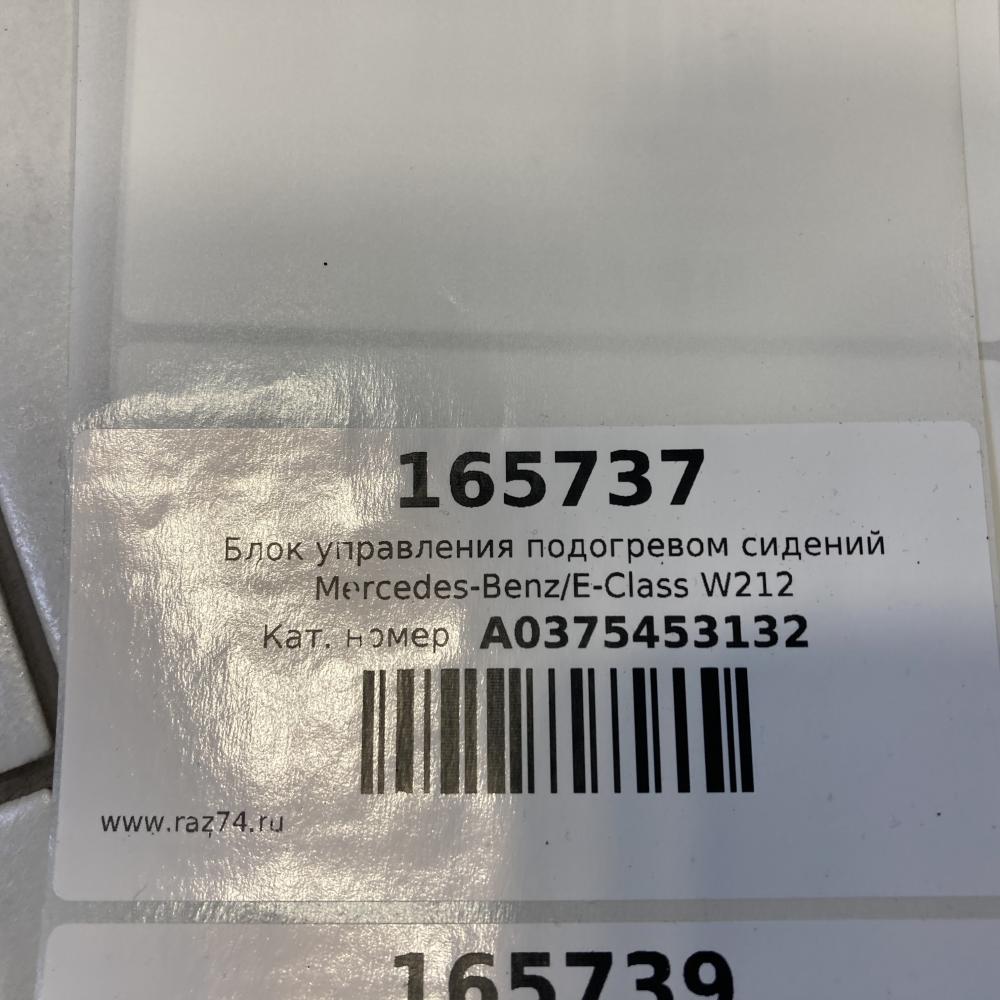 165737
Блок управления подогревом сидений
Mercedes-Benz/E-Class W212
Кат. номер A0375453132
www.raz74.ru
165739